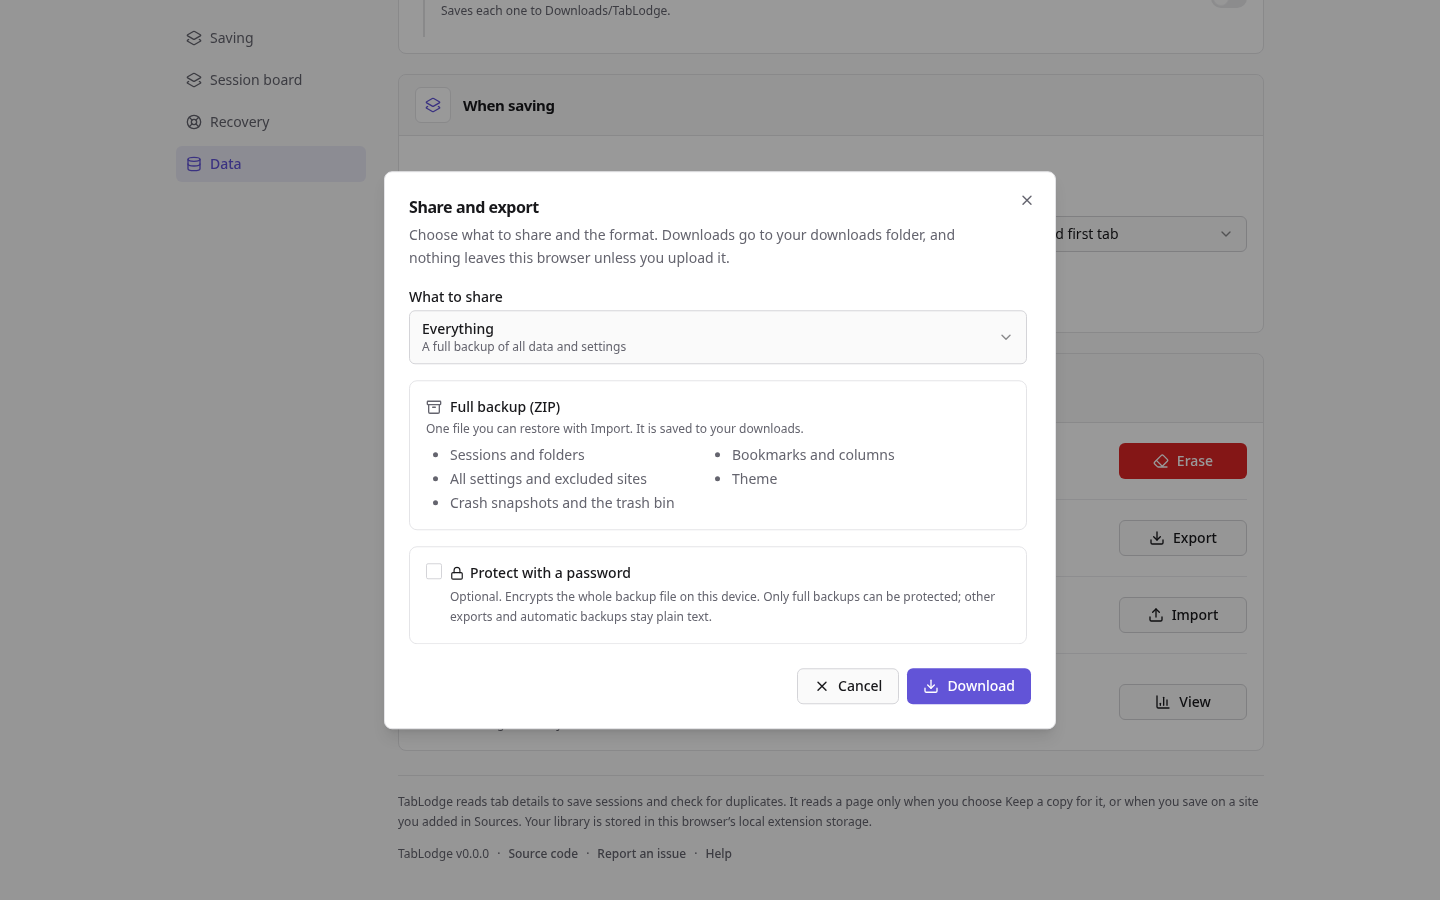 Saves each one to Downloads/TabLodge.
Saving
Session board
Recovery
Data
When saving
d first tab
Share and export
Choose what to share and the format. Downloads go to your downloads folder, and
nothing leaves this browser unless you upload it.
What to share
Everything
A full backup of all data and settings
Full backup (ZIP)
One file you can restore with Import. It is saved to your downloads.
Sessions and folders
Bookmarks and columns
All settings and excluded sites
Theme
Crash snapshots and the trash bin
Protect with a password
Optional. Encrypts the whole backup file on this device. Only full backups can be protected; other
exports and automatic backups stay plain text.
Cancel
Download
Erase
Export
Import
View
TabLodge reads tab details to save sessions and check for duplicates. It reads a page only when you choose Keep a copy for it, or when you save on a site
you added in Sources. Your library is stored in this browser’s local extension storage.
TabLodge v0.0.0 · Source code · Report an issue · Help